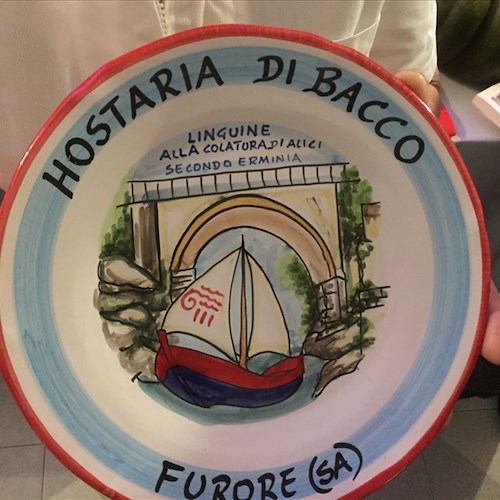 HOSTARIA DI BACCO
LINGUINE
ALLA COLATURA DI ALICI
SECONDO ERMINIA
FURORE (SA)